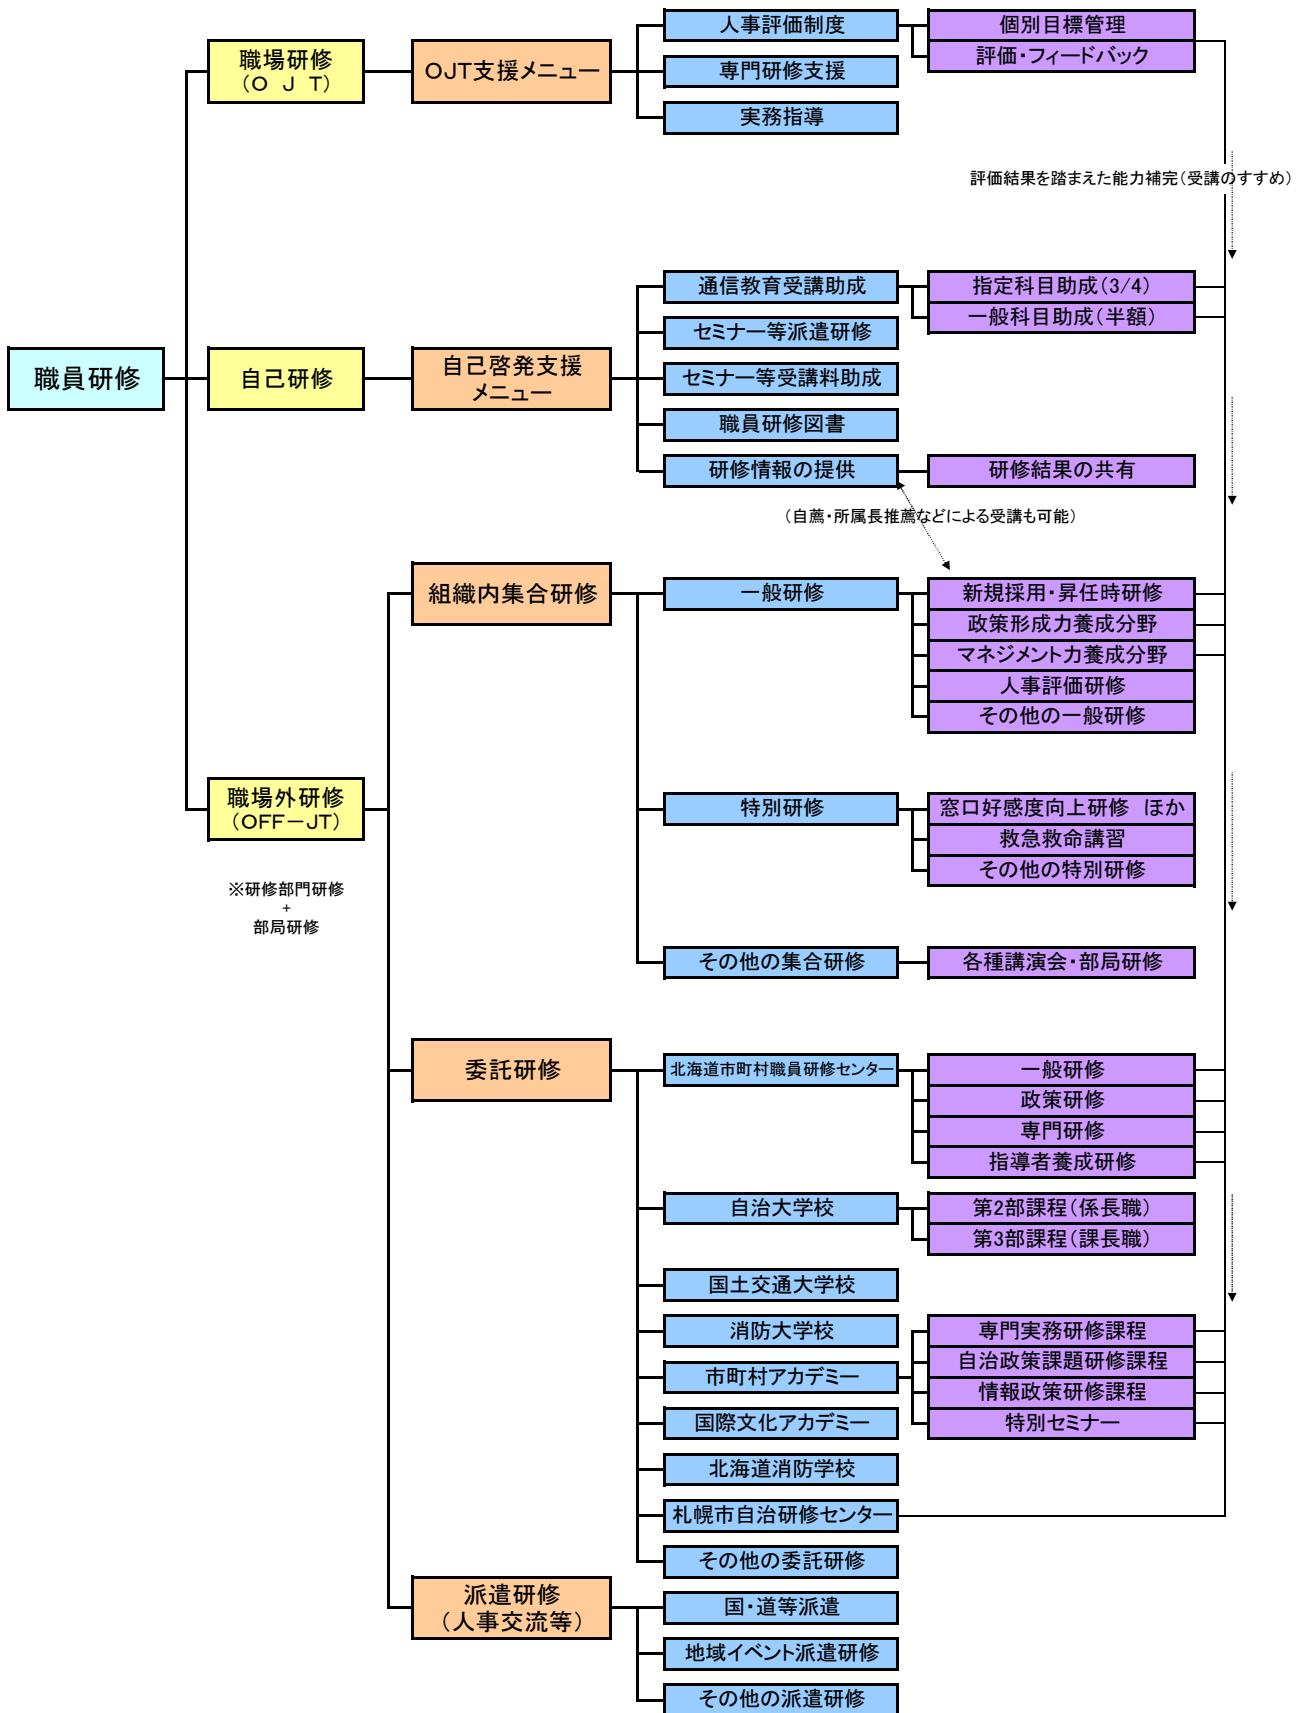 人事評価制度
個別目標管理
職場研修
（ＯＪＴ）
ＯＪＴ支援メニュー
専門研修支援
評価・フィードバック
実務指導
評価結果を踏まえた能力補完（受講のすすめ）
通信教育受講助成
指定科目助成（3/4）
一般科目助成（半額）
セミナー等派遣研修
職員研修
自己研修
自己啓発支援
メニュー
セミナー等受講料助成
職員研修図書
研修情報の提供
研修結果の共有
（自薦・所属長推薦などによる受講も可能）
組織内集合研修
一般研修
新規採用・昇任時研修
政策形成力養成分野
マネジメント力養成分野
人事評価研修
その他の一般研修
職場外研修
（ＯＦＦ－ＪＴ）
特別研修
窓口好感度向上研修　ほか
救急救命講習
その他の特別研修
※研修部門研修
+
部局研修
その他の集合研修
各種講演会・部局研修
委託研修
北海道市町村職員研修センター
一般研修
政策研修
専門研修
指導者養成研修
自治大学校
第2部課程（係長職）
第3部課程（課長職）
国土交通大学校
消防大学校
専門実務研修課程
自治政策課題研修課程
市町村アカデミー
情報政策研修課程
国際文化アカデミー
特別セミナー
北海道消防学校
札幌市自治研修センター
その他の委託研修
派遣研修
（人事交流等）
国・道等派遣
地域イベント派遣研修
その他の派遣研修